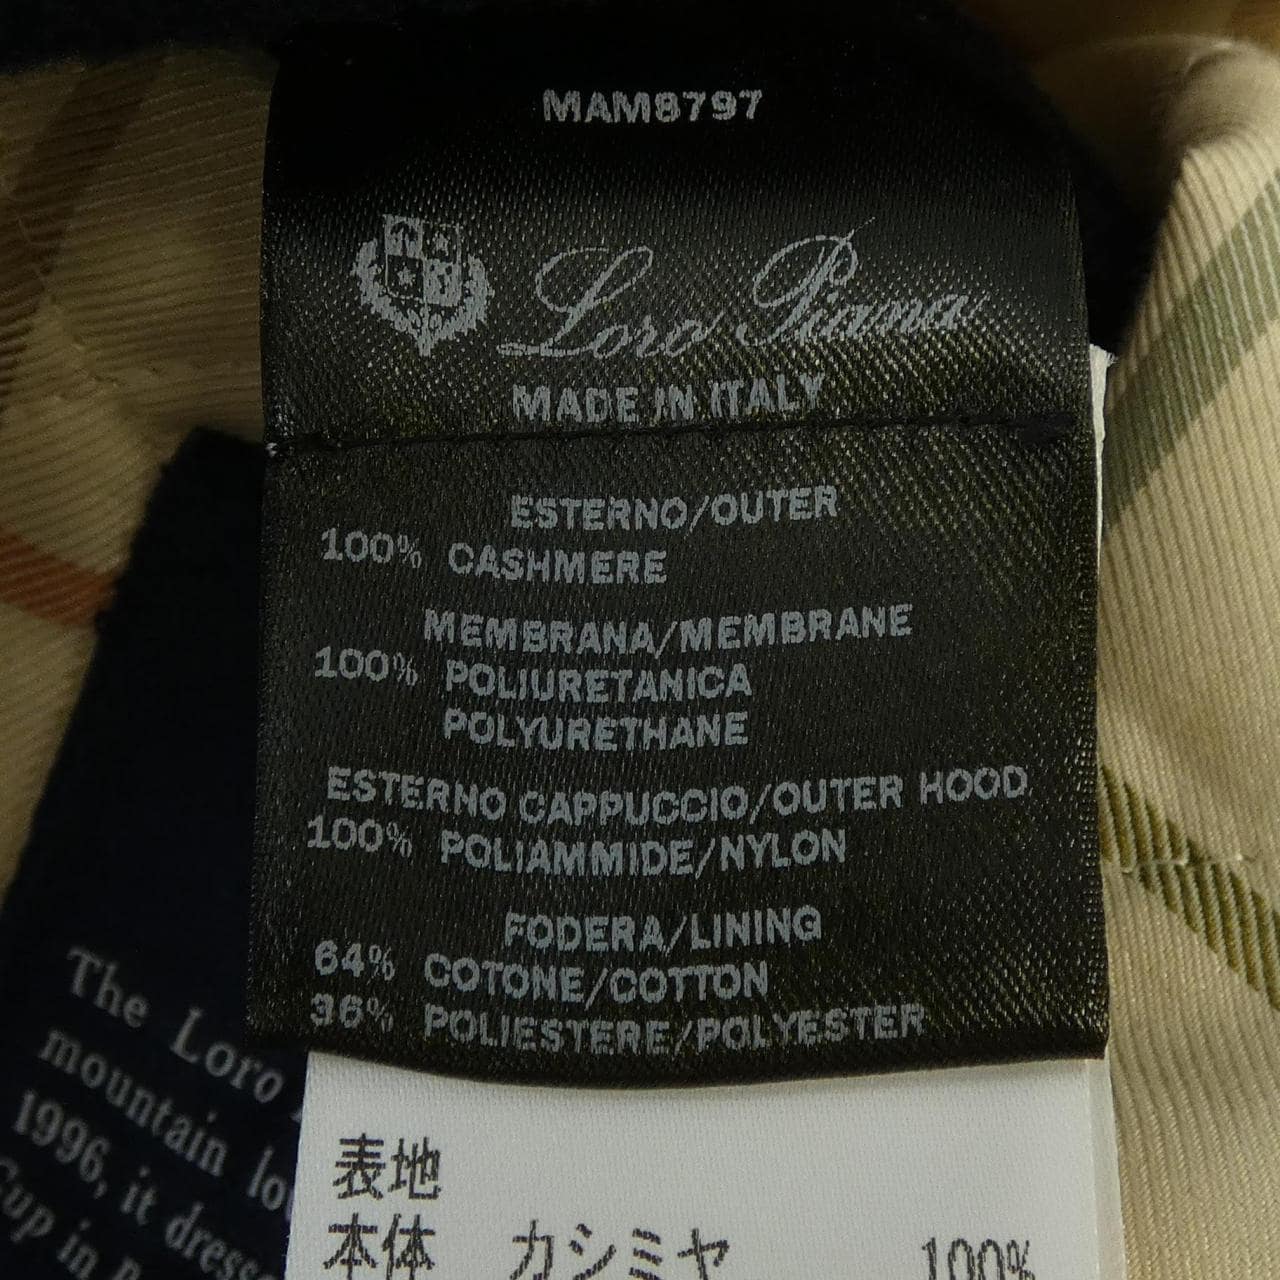 MAM8797
Loro Piana
MADE IN ITALY
ESTERNO/OUTER
100% CASHMERE
MEMBRANA/MEMBRANE
100% POLIURETANICA
POLYURETHANE
ESTERNO CAPPUCCIO/OUTER HOOD
100% POLIAMMIDE/NYLON
FODERA/LINING
64% COTONE/COTTON
36% POLIESTERE/POLYESTER
表地
本体 カシミヤ 100%
The Loro
mountain
1996, it
Cup in